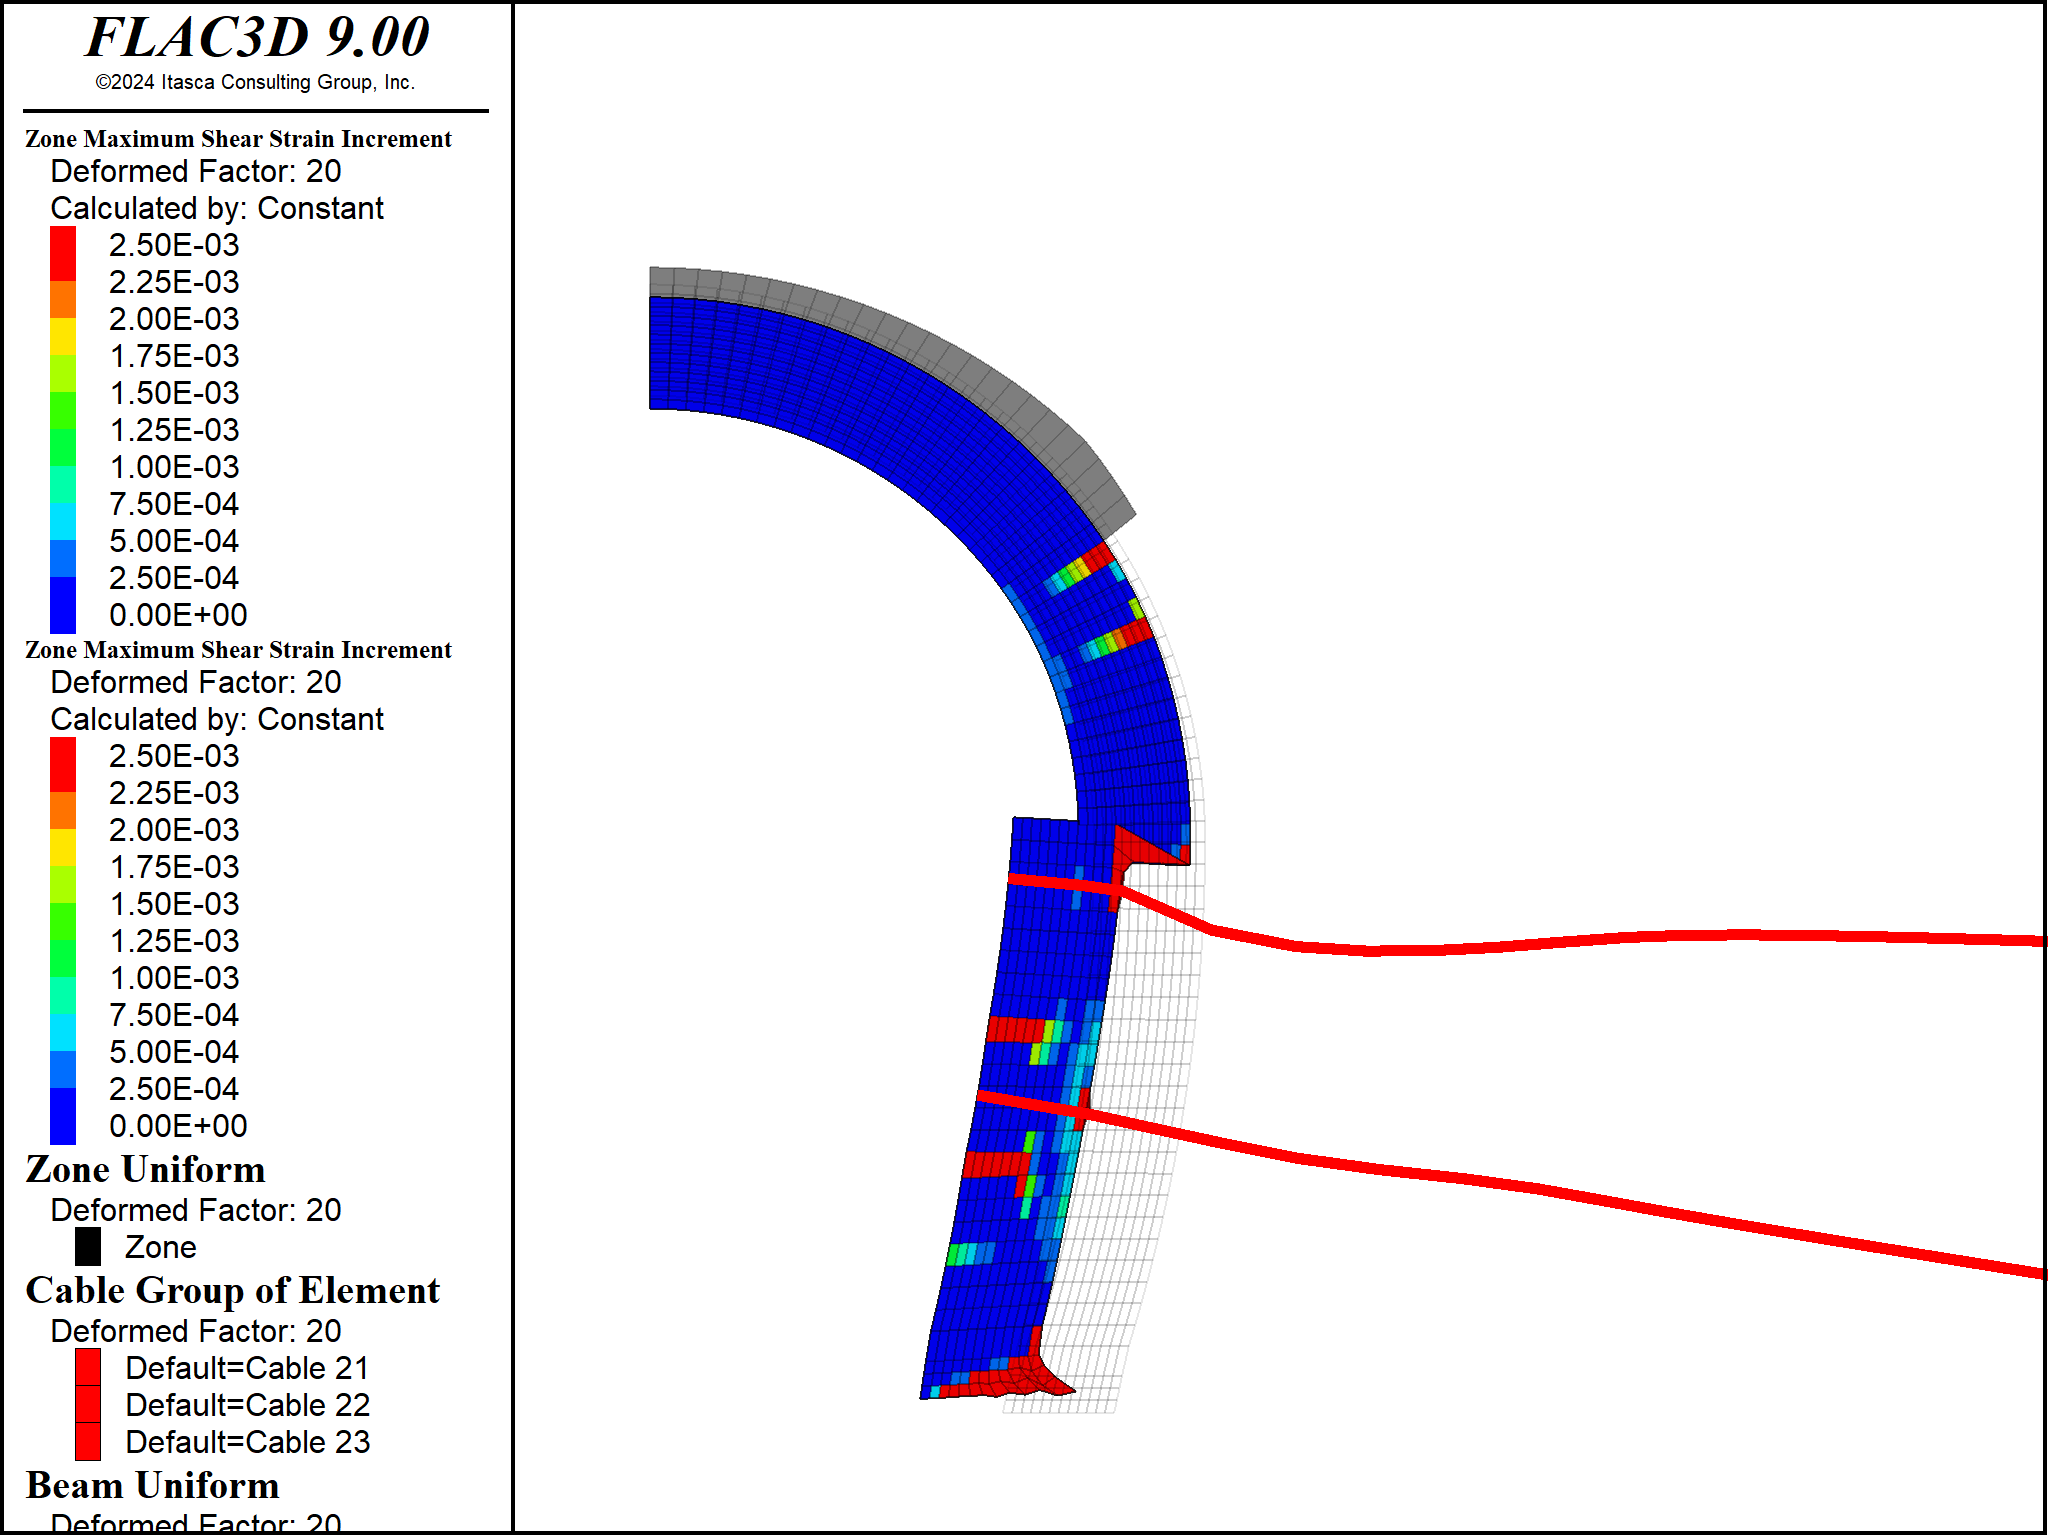 FLAC3D 9.00
©2024 Itasca Consulting Group, Inc.
Zone Maximum Shear Strain Increment
Deformed Factor: 20
Calculated by: Constant
2.50E-03
2.25E-03
2.00E-03
1.75E-03
1.50E-03
1.25E-03
1.00E-03
7.50E-04
5.00E-04
2.50E-04
0.00E+00
Zone Maximum Shear Strain Increment
Deformed Factor: 20
Calculated by: Constant
2.50E-03
2.25E-03
2.00E-03
1.75E-03
1.50E-03
1.25E-03
1.00E-03
7.50E-04
5.00E-04
2.50E-04
0.00E+00
Zone Uniform
Deformed Factor: 20
Zone
Cable Group of Element
Deformed Factor: 20
Default=Cable 21
Default=Cable 22
Default=Cable 23
Beam Uniform
Deformed Factor: 20